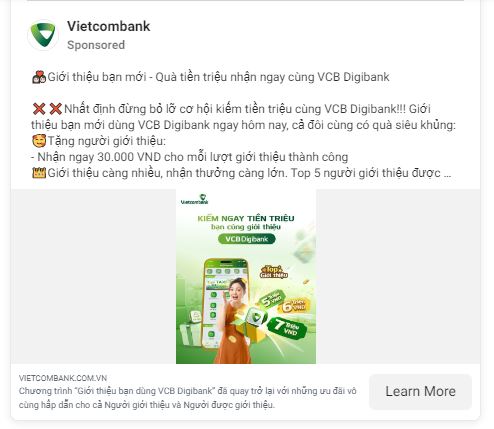 Vietcombank
Sponsored
Giới thiệu bạn mới - Quà tiền triệu nhận ngay cùng VCB Digibank
Nhất định đừng bỏ lỡ cơ hội kiếm tiền triệu cùng VCB Digibank!!! Giới
thiệu bạn mới dùng VCB Digibank ngay hôm nay, cả đôi cùng có quà siêu khủng:
Tặng người giới thiệu:
- Nhận ngay 30.000 VND cho mỗi lượt giới thiệu thành công
Giới thiệu càng nhiều, nhận thưởng càng lớn. Top 5 người giới thiệu được ...
Vietcombank
KIẾM NGAY TIỀN TRIỆU
bạn cùng giới thiệu
VCB Digibank
Top
Giới thiệu
5 Triệu VND
6 Triệu VND
7 Triệu
VND
VIETCOMBANK.COM.VN
Chương trình "Giới thiệu bạn dùng VCB Digibank" đã quay trở lại với những ưu đãi vô
cùng hấp dẫn cho cả Người giới thiệu và Người được giới thiệu.
Learn More